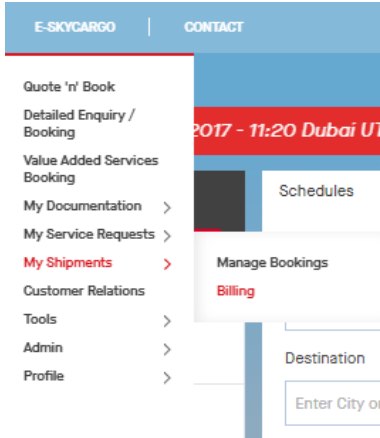 E-SKYCARGO
CONTACT
Quote 'n' Book
Detailed Enquiry /
Booking
2017 - 11:20 Dubai UT
Value Added Services
Booking
Schedules
My Documentation
My Service Requests
My Shipments
Manage Bookings
Customer Relations
Billing
Tools
Admin
Destination
Profile
Enter City or